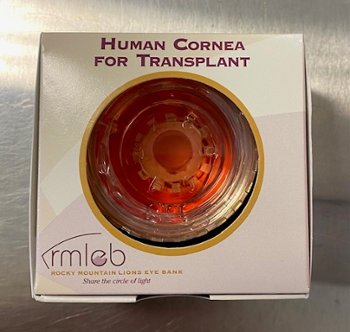 HUMAN CORNEA
FOR TRANSPLANT
rmleb
ROCKY MOUNTAIN LIONS EYE BANK
Share the circle of light